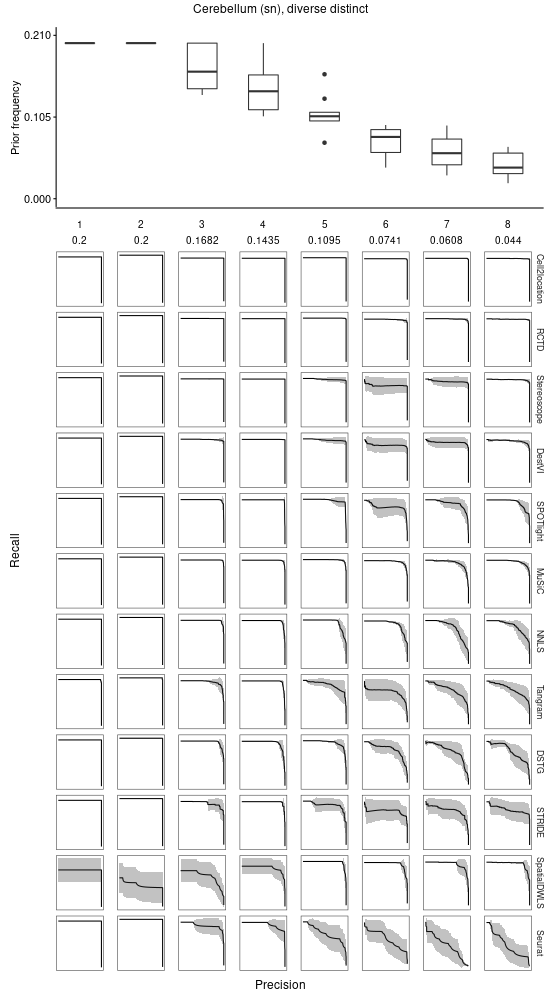 Cerebellum (sn), diverse distinct
Prior frequency
0.210
0.105
0.000
1 2 3 4 5 6 7 8
0.2 0.2 0.1682 0.1435 0.1095 0.0741 0.0608 0.044
Cell2location
RCTD
Stereoscope
DestVI
SPOTlight
MuSiC
NNLS
Tangram
DSTG
STRIDE
SpatialDWLS
Seurat
Recall
Precision